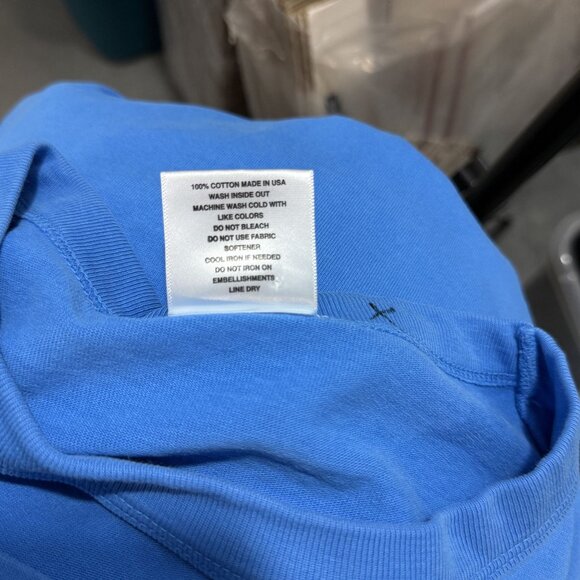 100% COTTON MADE IN USA
WASH INSIDE OUT
MACHINE WASH COLD WITH
LIKE COLORS
DO NOT BLEACH
DO NOT USE FABRIC
SOFTENER
COOL IRON IF NEEDED
DO NOT IRON ON
EMBELLISHMENTS
LINE DRY